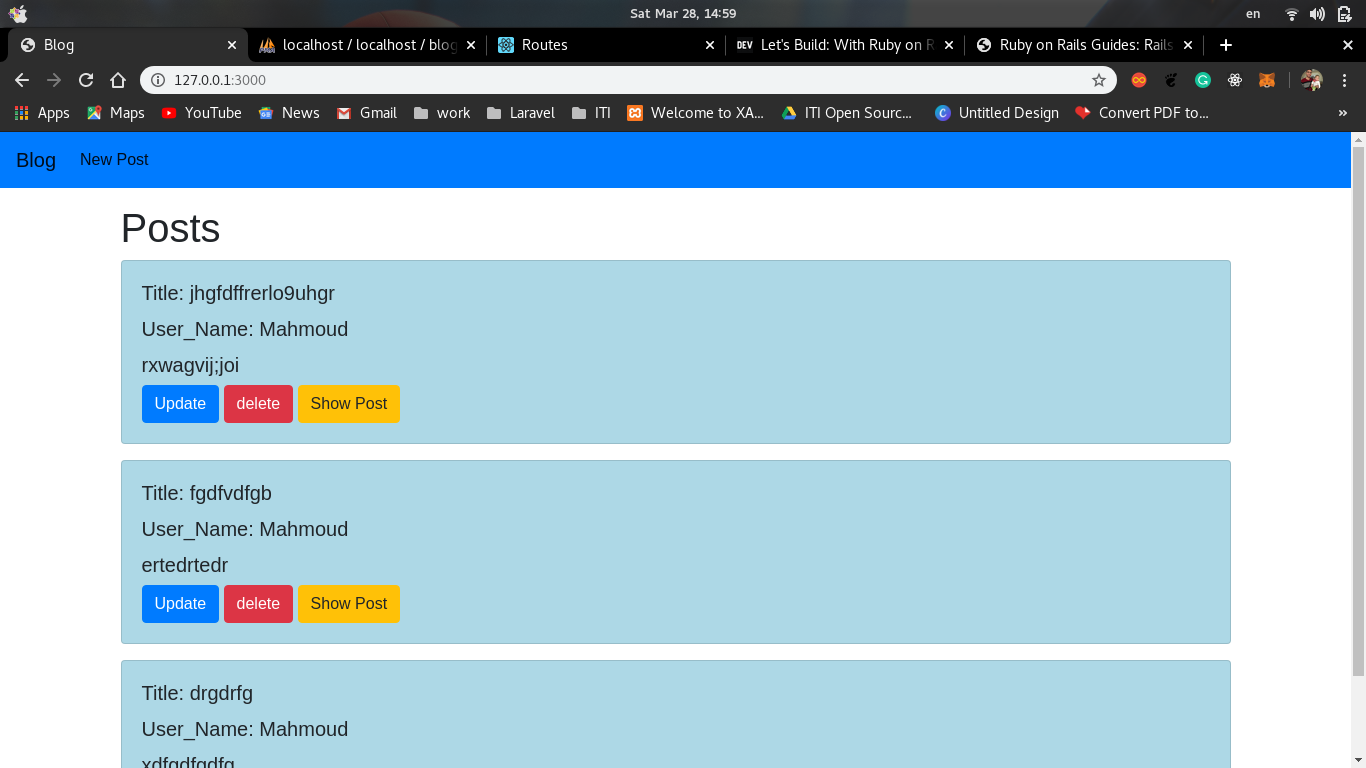 Sat Mar 28, 14:59
en
Blog
localhost / localhost / blog
Routes
DEV
Let's Build: With Ruby on R
Ruby on Rails Guides: Rails
127.0.0.1:3000
Apps
Maps
YouTube
News
Gmail
work
Laravel
ITI
Welcome to XA...
ITI Open Sourc...
Untitled Design
Convert PDF to...
»
Blog
New Post
Posts
Title: jhgfdffrerlo9uhgr
User_Name: Mahmoud
rxwagvij;joi
Update
delete
Show Post
Title: fgdfvdfgb
User_Name: Mahmoud
ertedrtedr
Update
delete
Show Post
Title: drgdrfg
User_Name: Mahmoud